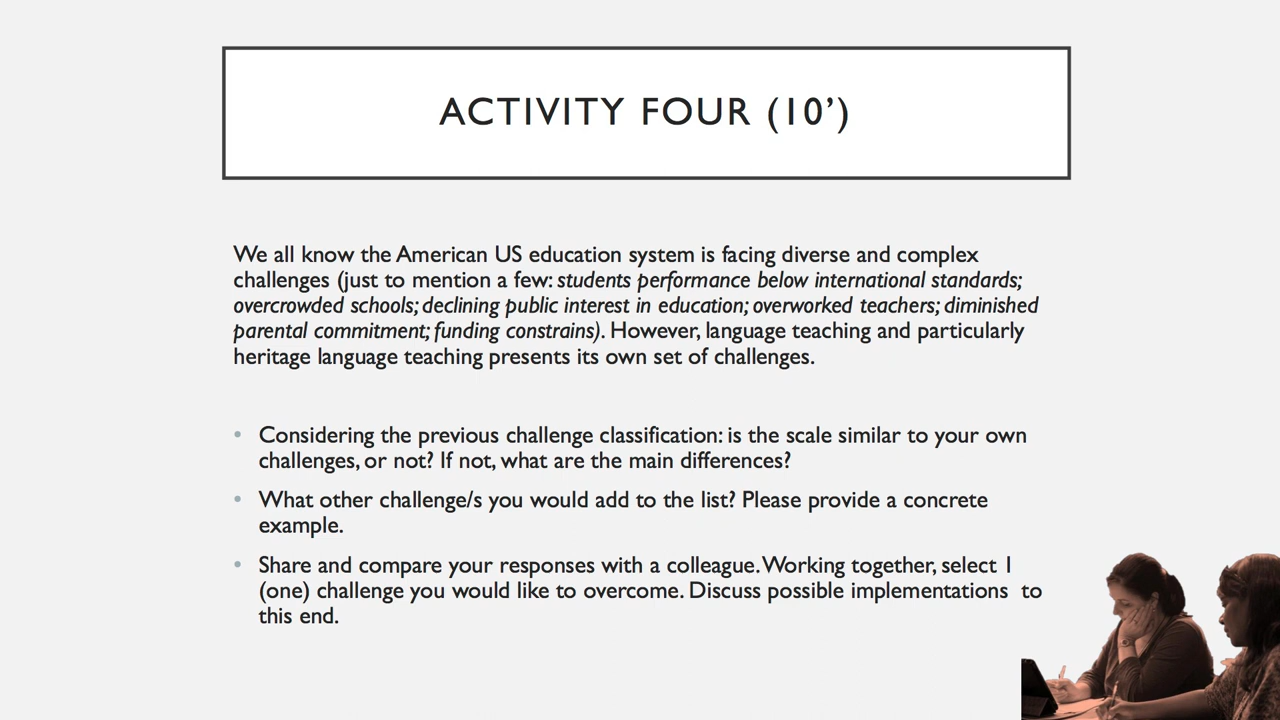 ACTIVITY FOUR (10’)
We all know the American US education system is facing diverse and complex
challenges (just to mention a few: students performance below international standards;
overcrowded schools; declining public interest in education; overworked teachers; diminished
parental commitment; funding constrains). However, language teaching and particularly
heritage language teaching presents its own set of challenges.
• Considering the previous challenge classification: is the scale similar to your own
challenges, or not? If not, what are the main differences?
• What other challenge/s you would add to the list? Please provide a concrete
example.
• Share and compare your responses with a colleague. Working together, select 1
(one) challenge you would like to overcome. Discuss possible implementations to
this end.